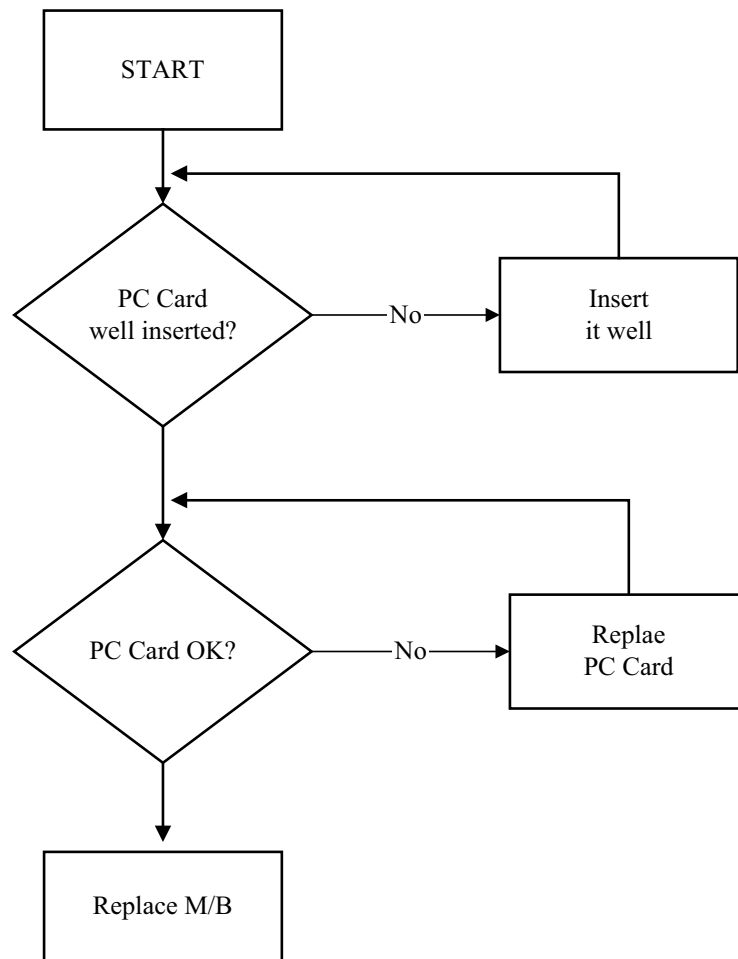 START
PC Card
well inserted?
No
Insert
it well
PC Card OK?
No
Replae
PC Card
Replace M/B